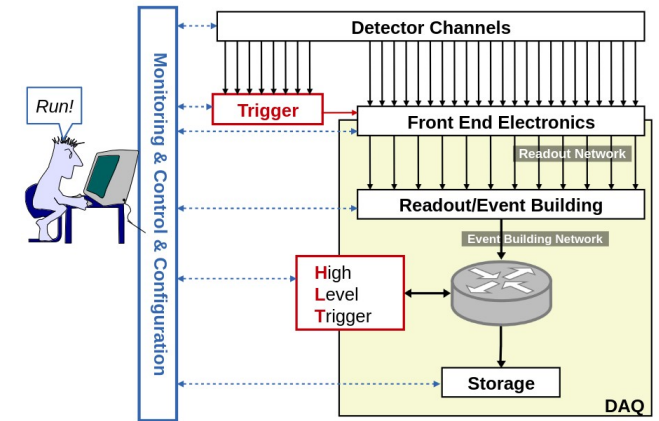 Detector Channels
Run!
Monitoring & Control & Configuration
Trigger
Front End Electronics
Readout Network
Readout/Event Building
Event Building Network
High
Level
Trigger
Storage
DAQ